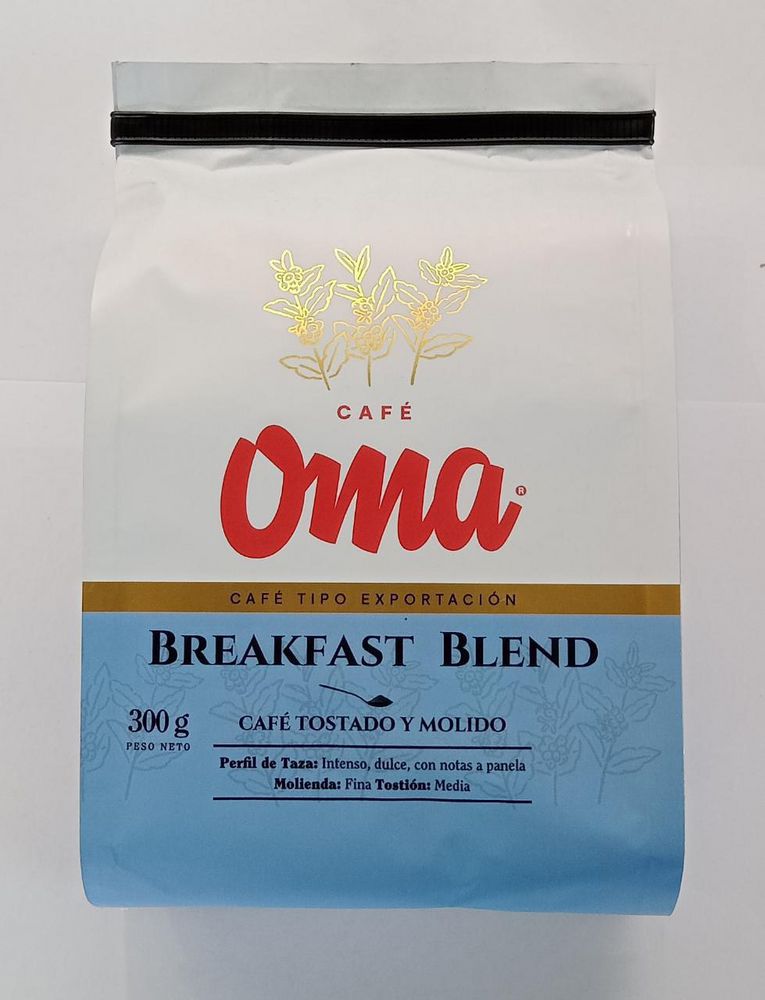 CAFÉ
Oma®
CAFÉ TIPO EXPORTACIÓN
BREAKFAST BLEND
300 g
PESO NETO
CAFÉ TOSTADO Y MOLIDO
Perfil de Taza: Intenso, dulce, con notas a panela
Molienda: Fina Tostión: Media